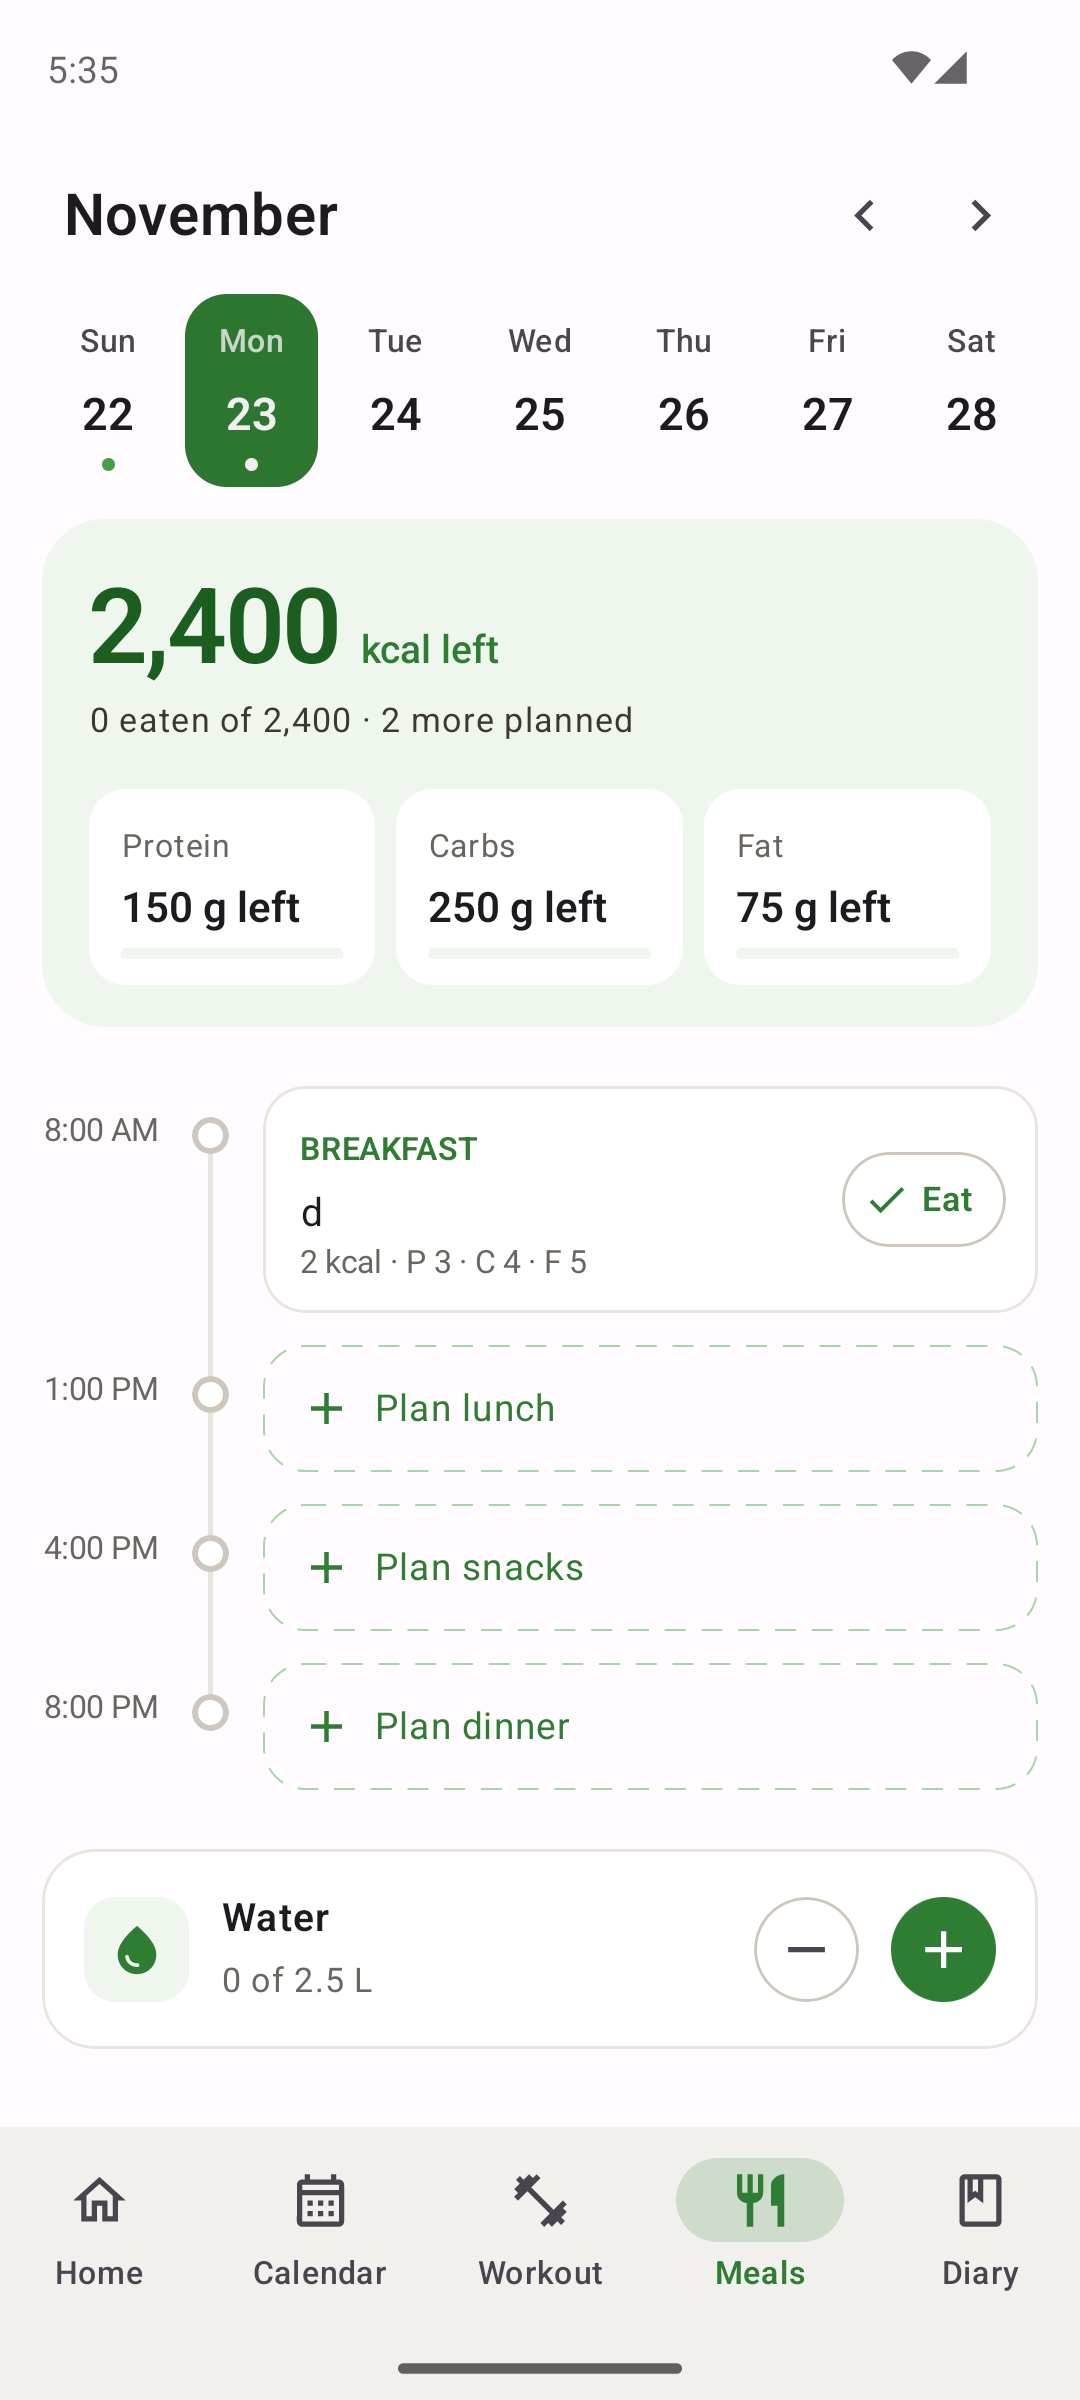 5:35
November
Sun Mon Tue Wed Thu Fri Sat
22 23 24 25 26 27 28
2,400 kcal left
0 eaten of 2,400 · 2 more planned
Protein Carbs Fat
150 g left 250 g left 75 g left
8:00 AM
BREAKFAST
d
2 kcal · P 3 · C 4 · F 5
Eat
1:00 PM
Plan lunch
4:00 PM
Plan snacks
8:00 PM
Plan dinner
Water
0 of 2.5 L
Home Calendar Workout Meals Diary